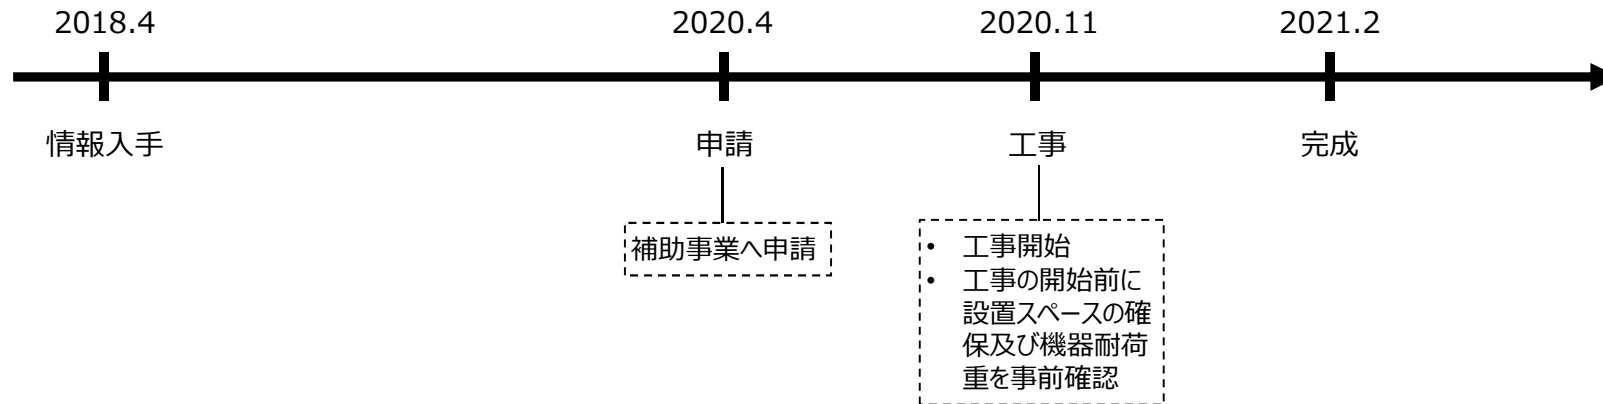 2018.4
2020.4
2020.11
2021.2
情報入手
申請
工事
完成
補助事業へ申請
• 工事開始
• 工事の開始前に
設置スペースの確
保及び機器耐荷
重を事前確認